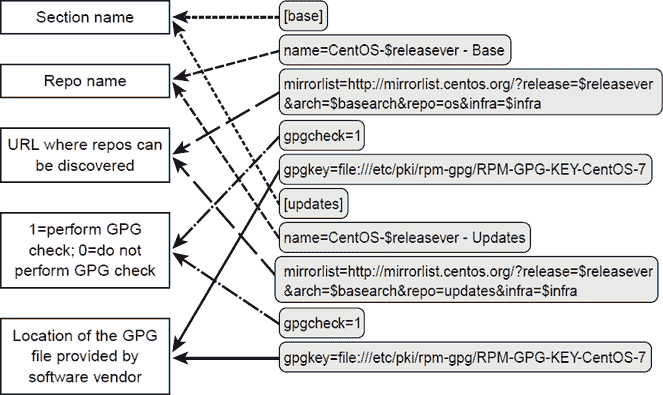 Section name
[base]
name=CentOS-$releasever - Base
Repo name
mirrorlist=http://mirrorlist.centos.org/?release=$releasever
&arch=$basearch&repo=os&infra=$infra
URL where repos can
be discovered
gpgcheck=1
gpgkey=file:///etc/pki/rpm-gpg/RPM-GPG-KEY-CentOS-7
[updates]
1=perform GPG
check; 0=do not
perform GPG check
name=CentOS-$releasever - Updates
mirrorlist=http://mirrorlist.centos.org/?release=$releasever
&arch=$basearch&repo=updates&infra=$infra
gpgcheck=1
Location of the GPG
file provided by
software vendor
gpgkey=file:///etc/pki/rpm-gpg/RPM-GPG-KEY-CentOS-7